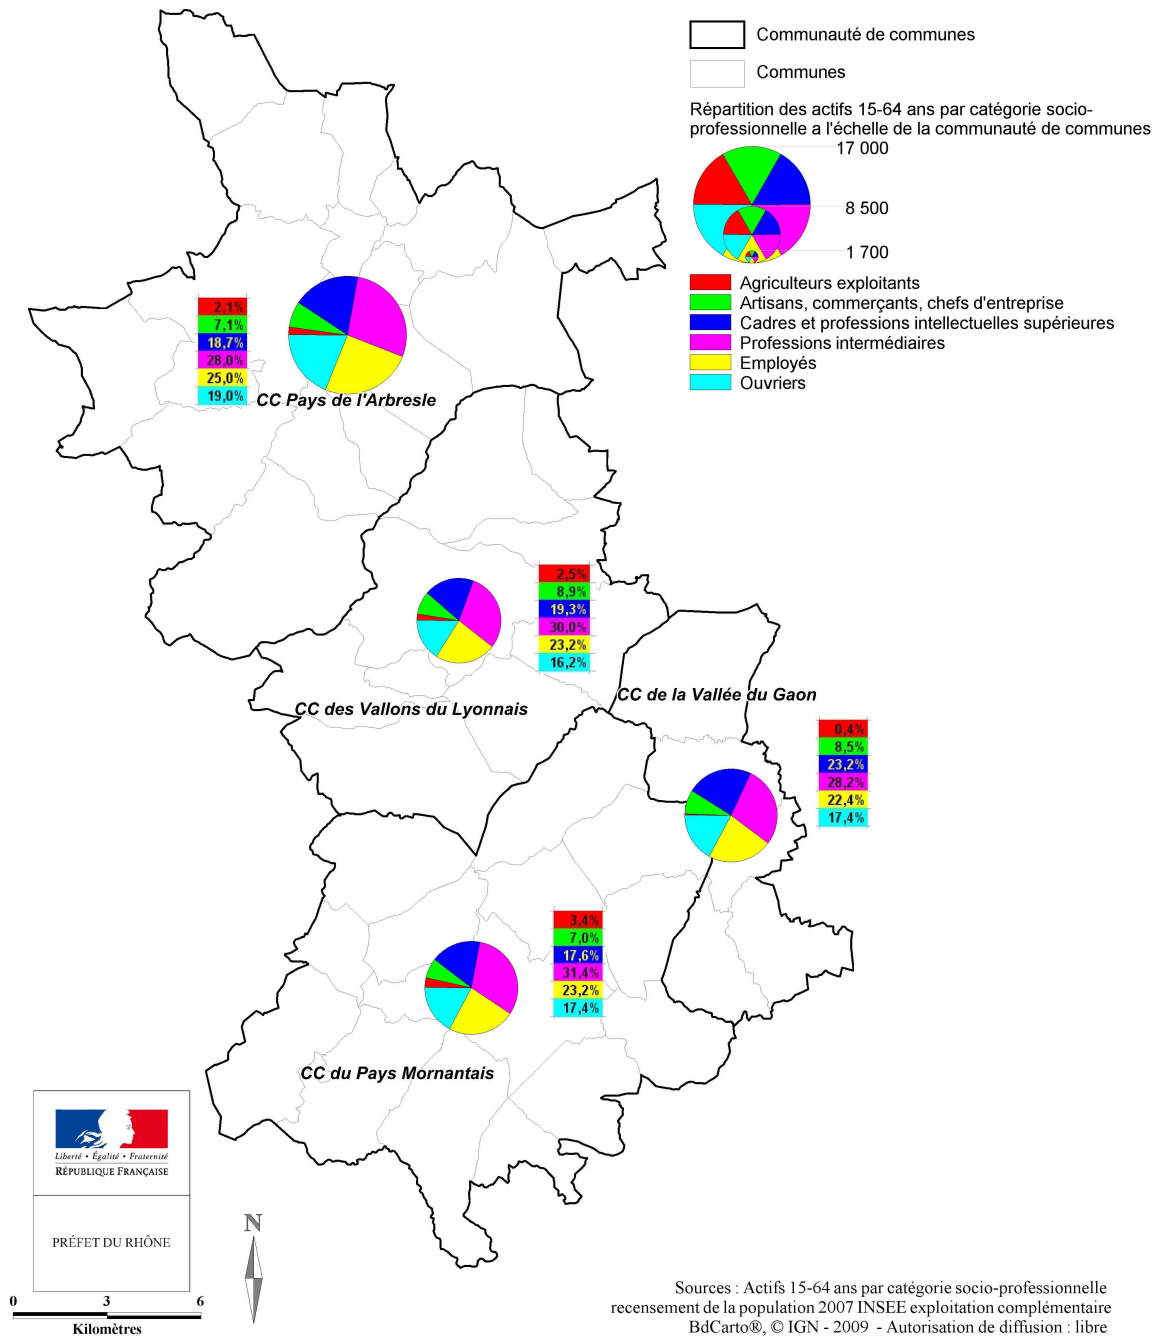 Communauté de communes
Communes
Répartition des actifs 15-64 ans par catégorie socio-
professionnelle a l'échelle de la communauté de communes
17 000
8 500
1 700
Agriculteurs exploitants
Artisans, commerçants, chefs d'entreprise
Cadres et professions intellectuelles supérieures
Professions intermédiaires
Employés
Ouvriers
2,1%
7,1%
18,7%
28,0%
25,0%
19,0%
CC Pays de l'Arbresle
2,5%
8,9%
19,3%
30,0%
23,2%
16,2%
CC des Vallons du Lyonnais
CC de la Vallée du Gaon
0,4%
8,5%
23,2%
28,2%
22,4%
17,4%
3,4%
7,0%
17,6%
31,4%
23,2%
17,4%
CC du Pays Mornantais
Liberté • Égalité • Fraternité
RÉPUBLIQUE FRANÇAISE
PRÉFET DU RHÔNE
N
0 3 6
Kilomètres
Sources : Actifs 15-64 ans par catégorie socio-professionnelle
recensement de la population 2007 INSEE exploitation complémentaire
BdCarto®, © IGN - 2009 - Autorisation de diffusion : libre